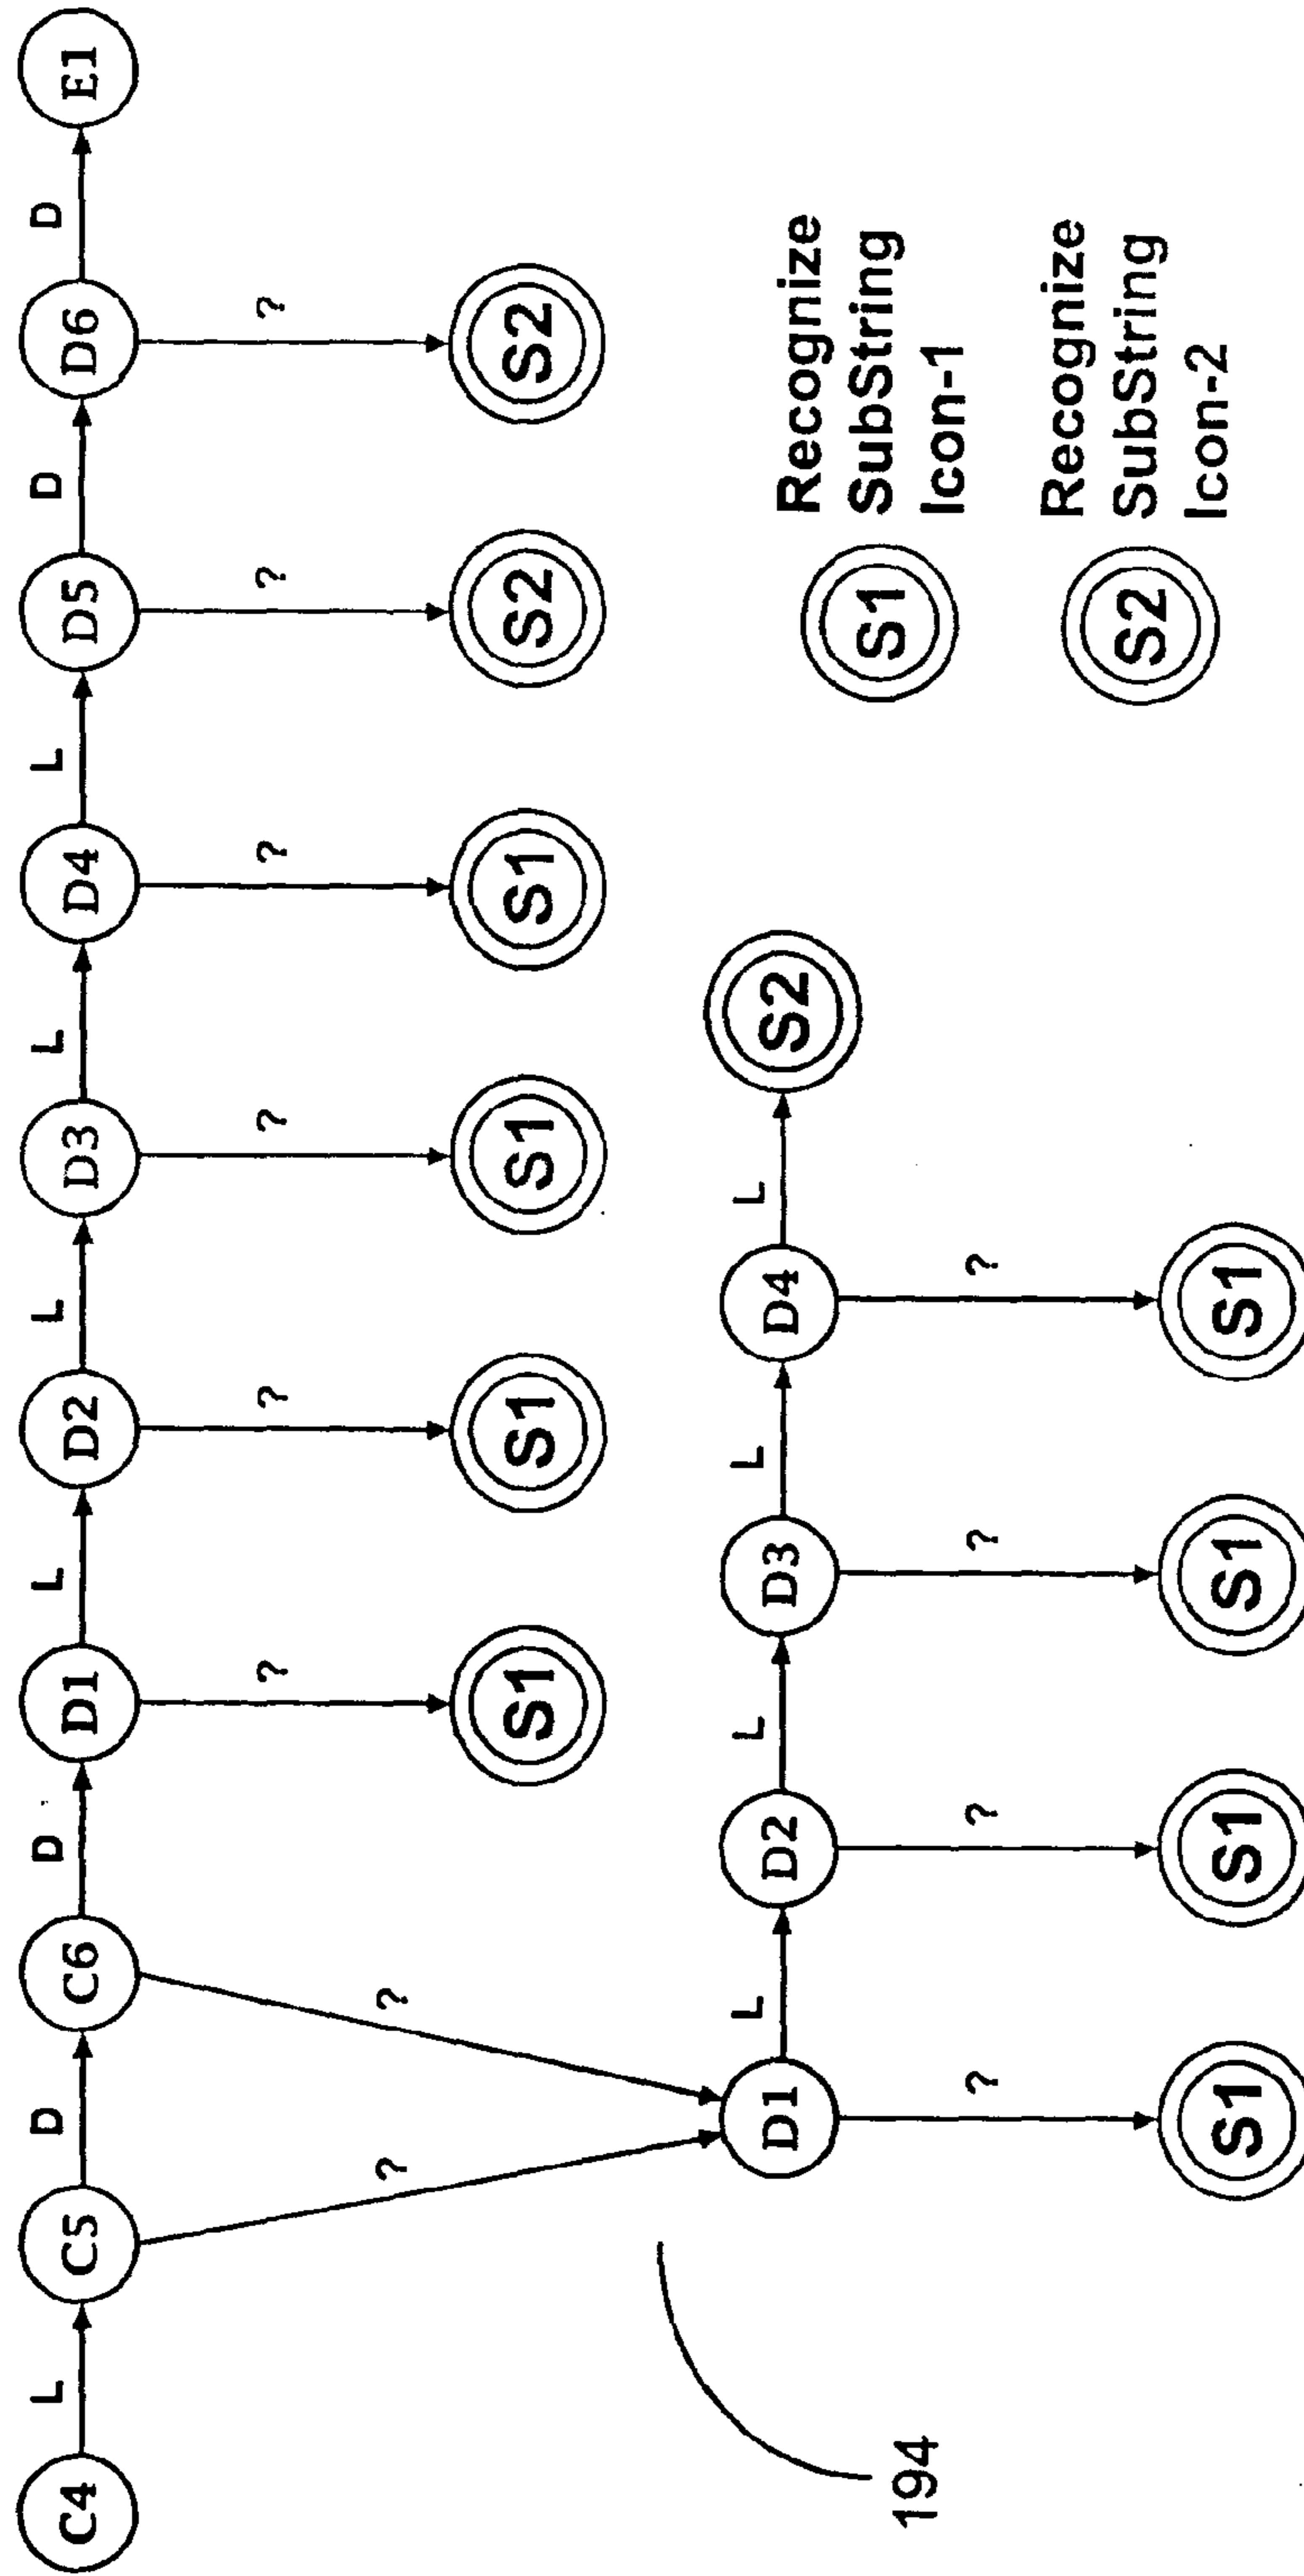 L D D L L L L D D
C4 C5 C6 D1 D2 D3 D4 D5 D6 E1
? ? ? ? ? ?
? ?
S1 S1 S1 S1 S2 S2
L L L L
D1 D2 D3 D4 S2
? ? ? ?
S1 S1 S1 S1
194
S1
Recognize
SubString
Icon-1
S2
Recognize
SubString
Icon-2